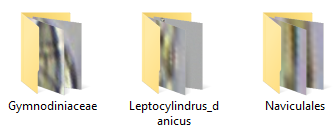 Gymnodiniaceae
Leptocylindrus_d
anicus
Naviculales